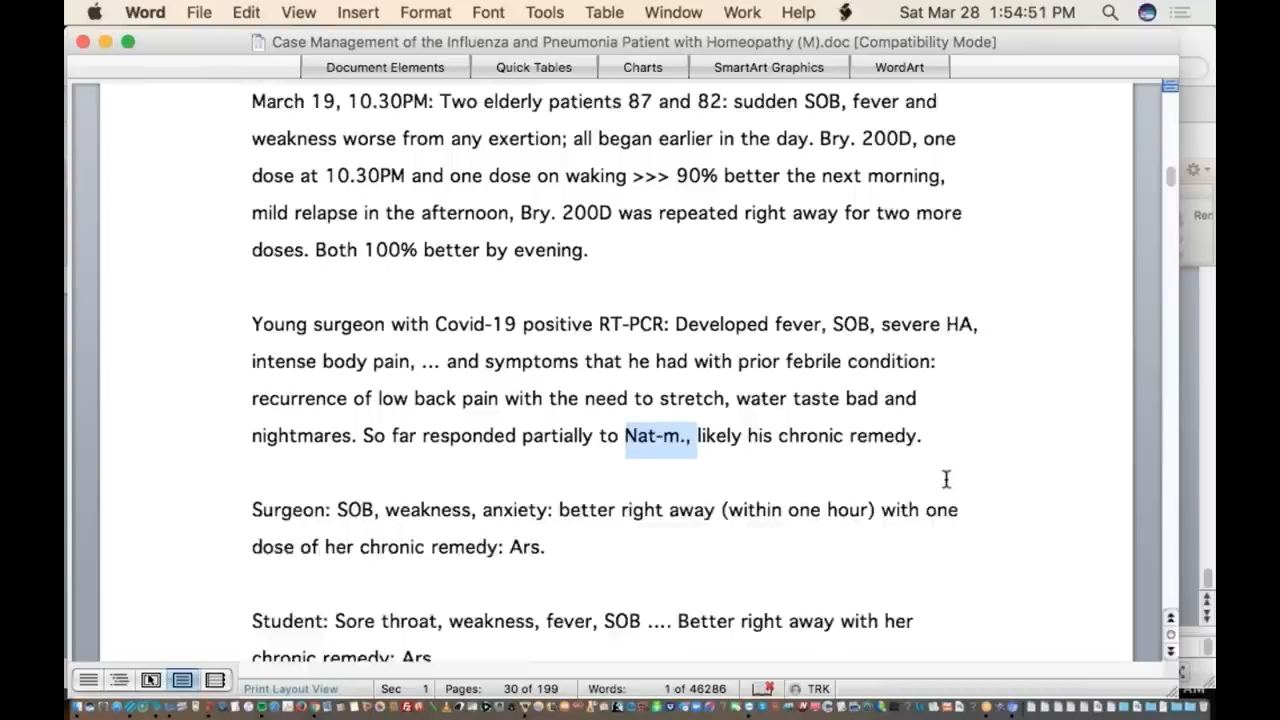 Word File Edit View Insert Format Font Tools Table Window Work Help Sat Mar 28 1:54:51 PM
Case Management of the Influenza and Pneumonia Patient with Homeopathy (M).doc [Compatibility Mode]
Document Elements Quick Tables Charts SmartArt Graphics WordArt
March 19, 10.30PM: Two elderly patients 87 and 82: sudden SOB, fever and
weakness worse from any exertion; all began earlier in the day. Bry. 200D, one
dose at 10.30PM and one dose on waking >>> 90% better the next morning,
mild relapse in the afternoon, Bry. 200D was repeated right away for two more
doses. Both 100% better by evening.
Young surgeon with Covid-19 positive RT-PCR: Developed fever, SOB, severe HA,
intense body pain, ... and symptoms that he had with prior febrile condition:
recurrence of low back pain with the need to stretch, water taste bad and
nightmares. So far responded partially to Nat-m., likely his chronic remedy.
Surgeon: SOB, weakness, anxiety: better right away (within one hour) with one
dose of her chronic remedy: Ars.
Student: Sore throat, weakness, fever, SOB .... Better right away with her
chronic remedy: Ars
Print Layout View Sec 1 Pages: 30 of 199 Words: 1 of 46286 TRK